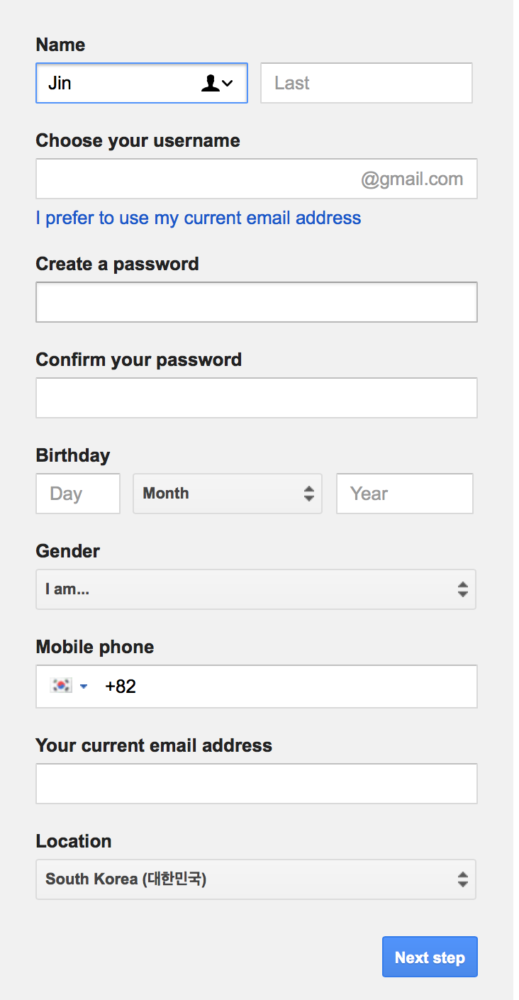 Name
Jin Last
Choose your username
@gmail.com
I prefer to use my current email address
Create a password
Confirm your password
Birthday
Day Month Year
Gender
I am...
Mobile phone
+82
Your current email address
Location
South Korea (대한민국)
Next step